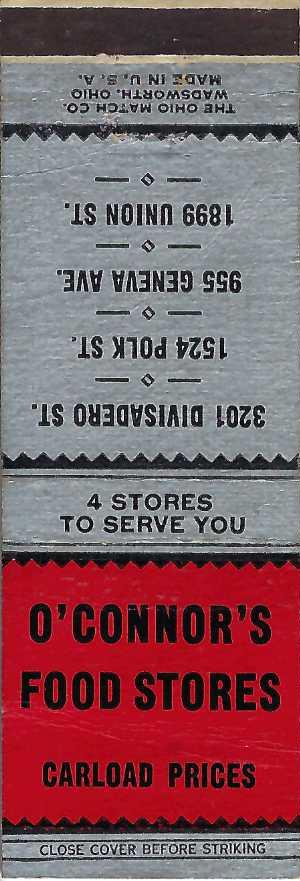 THE OHIO MATCH CO.
WADSWORTH, OHIO
MADE IN U. S. A.
3201 DIVISADERO ST.
1524 POLK ST.
955 GENEVA AVE.
1899 UNION ST.
4 STORES
TO SERVE YOU
O'CONNOR'S
FOOD STORES
CARLOAD PRICES
CLOSE COVER BEFORE STRIKING